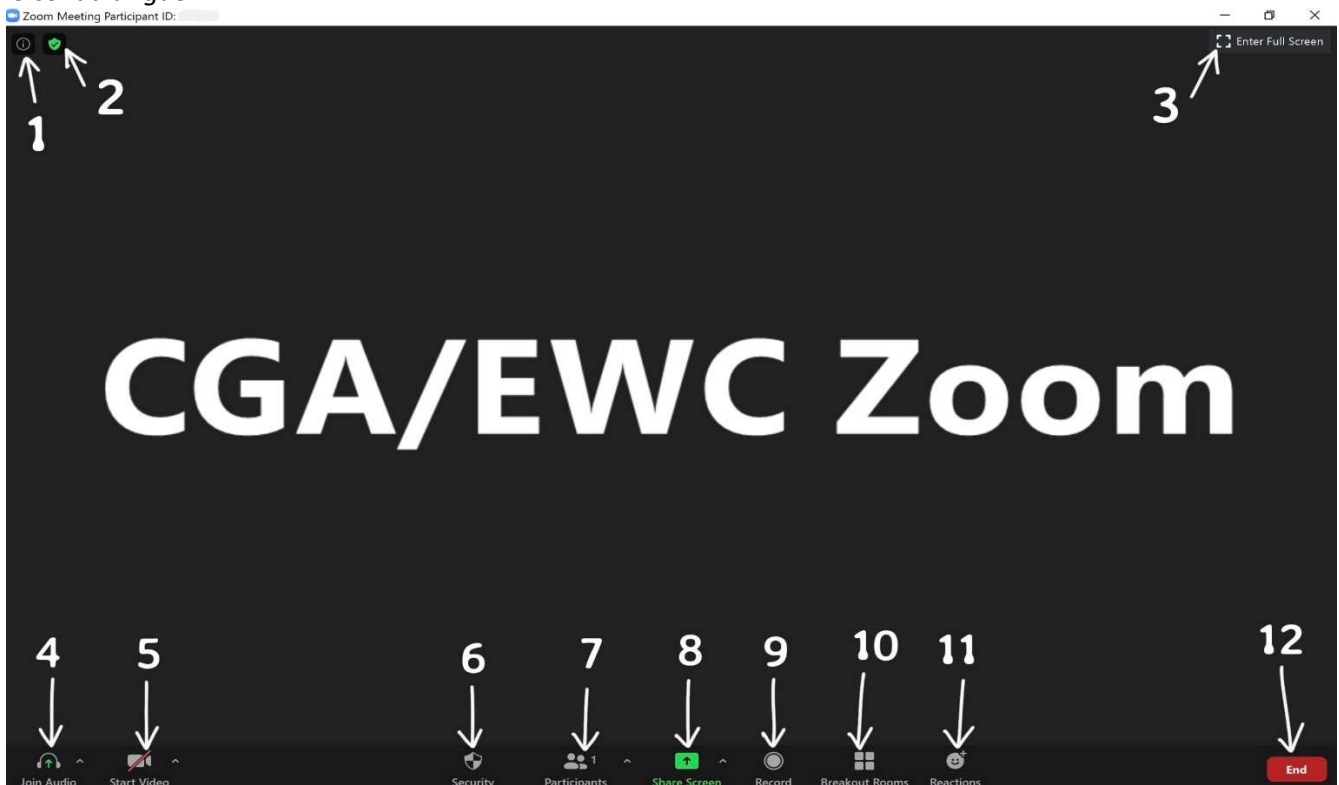 Zoom Meeting Participant ID:
Enter Full Screen
1
2
3
CGA/EWC Zoom
4 5 6 7 8 9 10 11 12
1
Join Audio Start Video Security Participants Share Screen Record Breakout Rooms Reactions
End